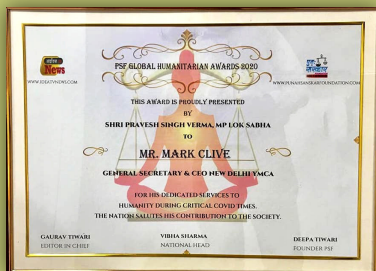 PSF GLOBAL HUMANITARIAN AWARDS 2020
News
THIS AWARD IS PROUDLY PRESENTED
BY
SHRI PRAVESH SINGH VERMA, MP LOK SABHA
TO
MR. MARK CLIVE
GENERAL SECRETARY & CEO NEW DELHI YMCA
FOR HIS DEDICATED SERVICES TO
HUMANITY DURING CRITICAL COVID TIMES.
THE NATION SALUTES HIS CONTRIBUTION TO THE SOCIETY.
GAURAV TIWARI VIBHA SHARMA DEEPA TIWARI
EDITOR IN CHIEF NATIONAL HEAD FOUNDER PSF